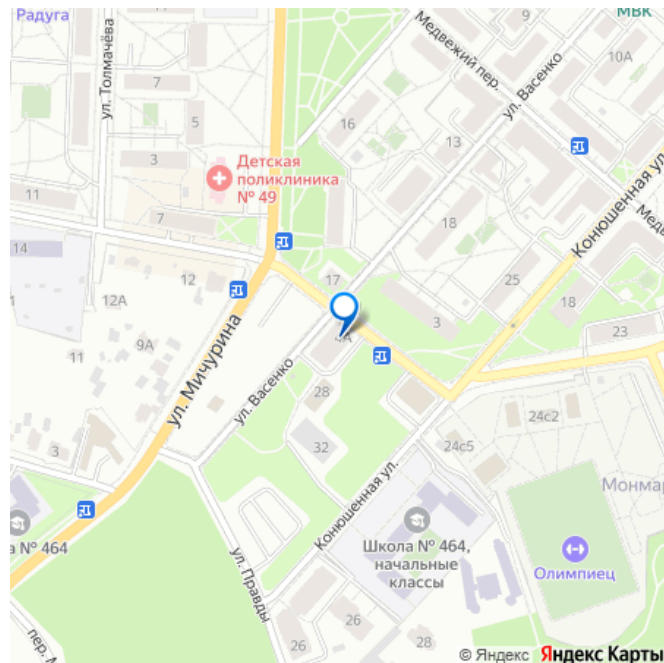 Радуга
МВК
9
10А
Медвежий пер.
ул. Васенко
ул. Толмачёва
7
5
16
13
3
Детская
поликлиника
№ 49
11
7
18
Конюшенная ул.
14
12
17
25
12А
18
3
23
9А
11
ул. Мичурина
ул. Васенко
28
24с2
3
32
24с5
Монмар
Конюшенная ул.
а № 464
Школа № 464,
начальные
классы
Олимпиец
ул. Правды
26
26
28
© Яндекс Яндекс Карты